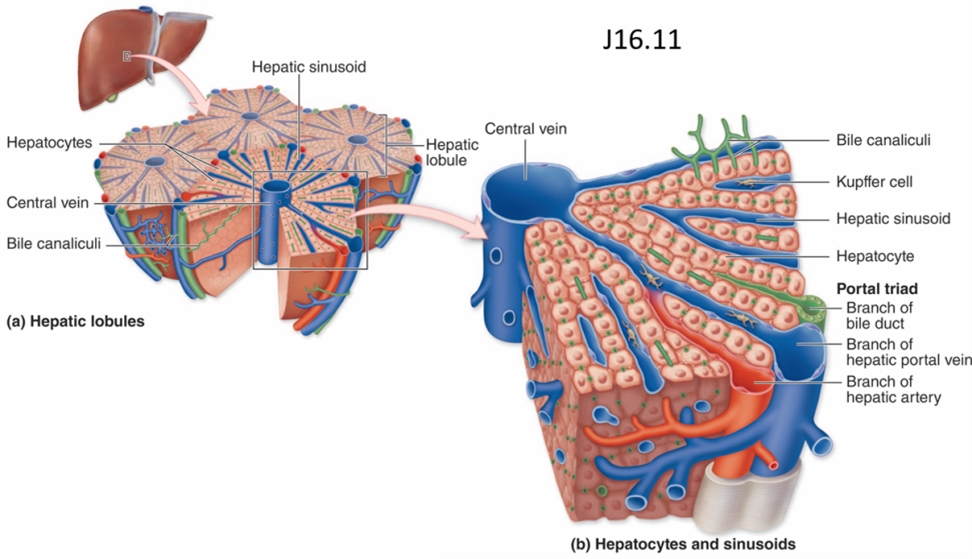 J16.11
Hepatic sinusoid
Hepatocytes
Hepatic
lobule
Central vein
Bile canaliculi
(a) Hepatic lobules
Central vein
Bile canaliculi
Kupffer cell
Hepatic sinusoid
Hepatocyte
Portal triad
Branch of
bile duct
Branch of
hepatic portal vein
Branch of
hepatic artery
(b) Hepatocytes and sinusoids